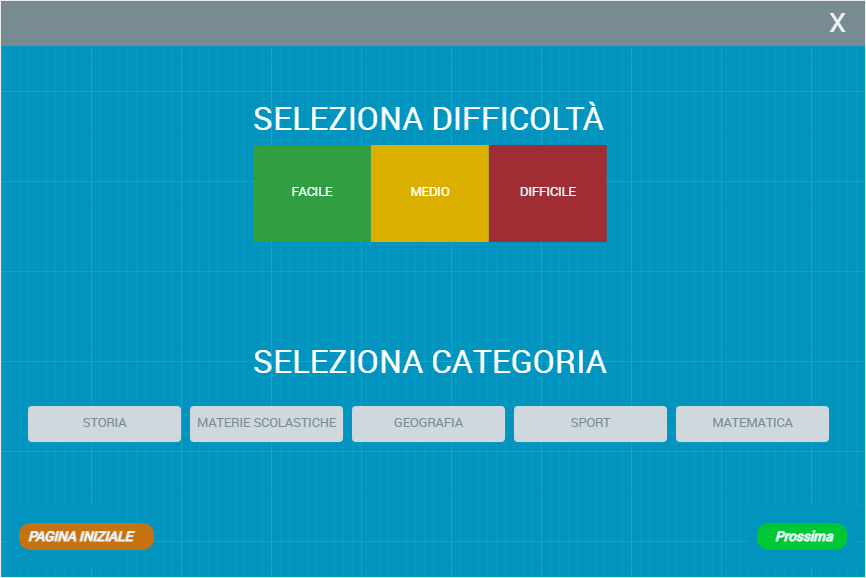 X
SELEZIONA DIFFICOLTÀ
FACILE MEDIO DIFFICILE
SELEZIONA CATEGORIA
STORIA MATERIE SCOLASTICHE GEOGRAFIA SPORT MATEMATICA
PAGINA INIZIALE Prossima